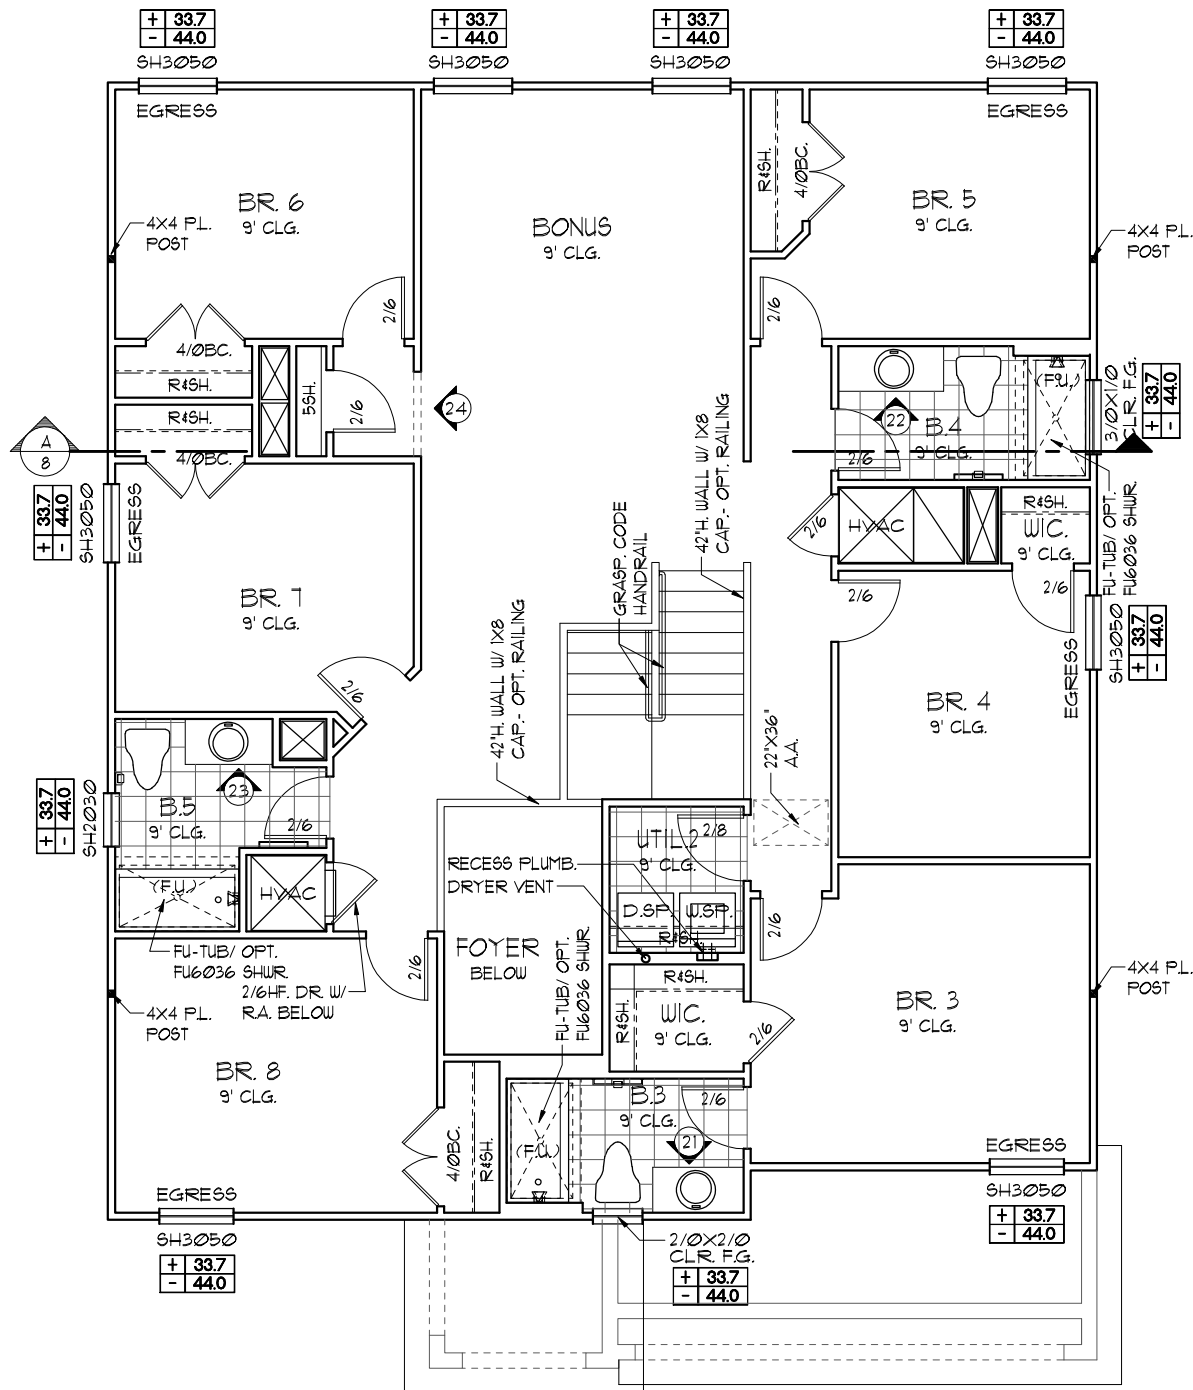 + 33.7
- 44.0
SH3050
+ 33.7
- 44.0
SH3050
+ 33.7
- 44.0
SH3050
+ 33.7
- 44.0
SH3050
EGRESS
EGRESS
BR. 6
9' CLG.
BONUS
9' CLG.
R&SH.
4/0BC.
BR. 5
9' CLG.
4X4 P.L.
POST
4X4 P.L.
POST
2/6
2/6
4/0BC.
R&SH.
5SH.
2/6
R&SH.
4/0BC.
24
A
8
22
B.4
9' CLG.
2/6
(F.U.)
3/0X1/0
CLR. F.G.
+ 33.7
- 44.0
42"H. WALL W/ 1X8
CAP.- OPT. RAILING
+ 33.7
- 44.0
SH3050
EGRESS
2/6
HVAC
R&SH.
WIC.
9' CLG.
FU-TUB/ OPT.
FU6036 SHWR.
GRASP. CODE
HANDRAIL
BR. 7
9' CLG.
2/6
2/6
SH3050
+ 33.7
- 44.0
EGRESS
42"H. WALL W/ 1X8
CAP.- OPT. RAILING
2/6
BR. 4
9' CLG.
22"X36"
A.A.
23
B.5
9' CLG.
2/6
+ 33.7
- 44.0
SH2030
UTIL.2
9' CLG.
2/8
RECESS PLUMB.
DRYER VENT
(F.U.)
HVAC
D.SP.
W.SP.
R&SH.
2/6
FU-TUB/ OPT.
FU6036 SHWR.
2/6HF. DR. W/
R.A. BELOW
2/6
FOYER
BELOW
FU-TUB/ OPT.
FU6036 SHWR.
R&SH.
R&SH.
WIC.
9' CLG.
2/6
BR. 3
9' CLG.
4X4 P.L.
POST
4X4 P.L.
POST
BR. 8
9' CLG.
4/0BC.
R&SH.
(F.U.)
B.3
9' CLG.
2/6
21
EGRESS
SH3050
+ 33.7
- 44.0
EGRESS
SH3050
+ 33.7
- 44.0
2/0X2/0
CLR. F.G.
+ 33.7
- 44.0